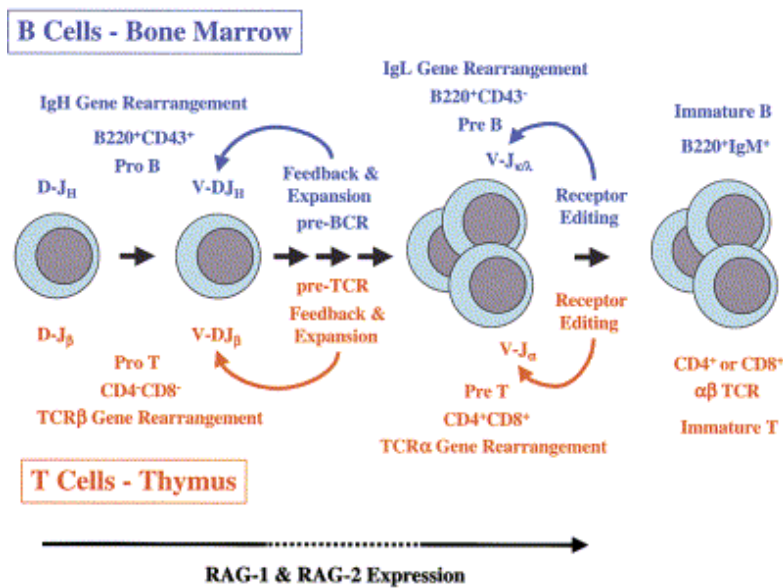 B Cells - Bone Marrow
IgH Gene Rearrangement
B220⁺CD43⁺
Pro B
D-J_H
V-DJ_H
Feedback &
Expansion
pre-BCR
IgL Gene Rearrangement
B220⁺CD43⁻
Pre B
V-J_κ/λ
Receptor
Editing
Immature B
B220⁺IgM⁺
pre-TCR
Feedback &
Expansion
D-J_β
V-DJ_β
Pro T
CD4⁻CD8⁻
TCRβ Gene Rearrangement
V-J_α
Receptor
Editing
Pre T
CD4⁺CD8⁺
TCRα Gene Rearrangement
CD4⁺ or CD8⁺
αβ TCR
Immature T
T Cells - Thymus
RAG-1 & RAG-2 Expression